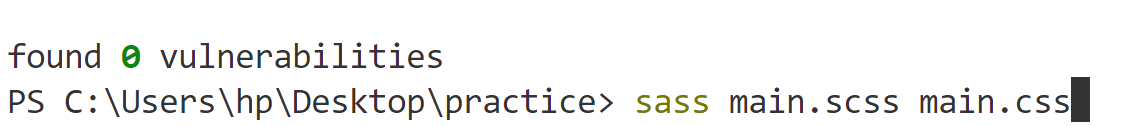 found 0 vulnerabilities
PS C:\Users\hp\Desktop\practice> sass main.scss main.css